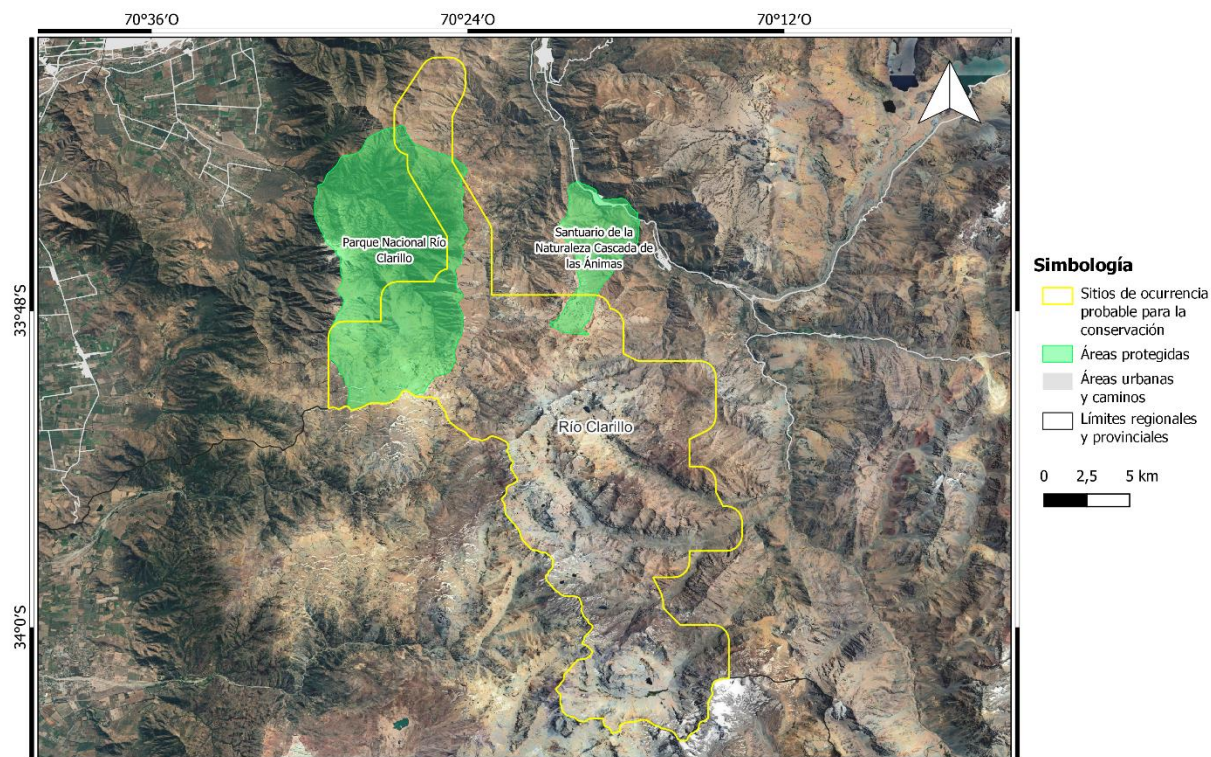 70°36'O
70°24'O
70°12'O
33°48'S
34°0'S
Parque Nacional Río
Clarillo
Santuario de la
Naturaleza Cascada de
las Ánimas
Río Clarillo
Simbología
Sitios de ocurrencia
probable para la
conservación
Áreas protegidas
Áreas urbanas
y caminos
Límites regionales
y provinciales
0 2,5 5 km